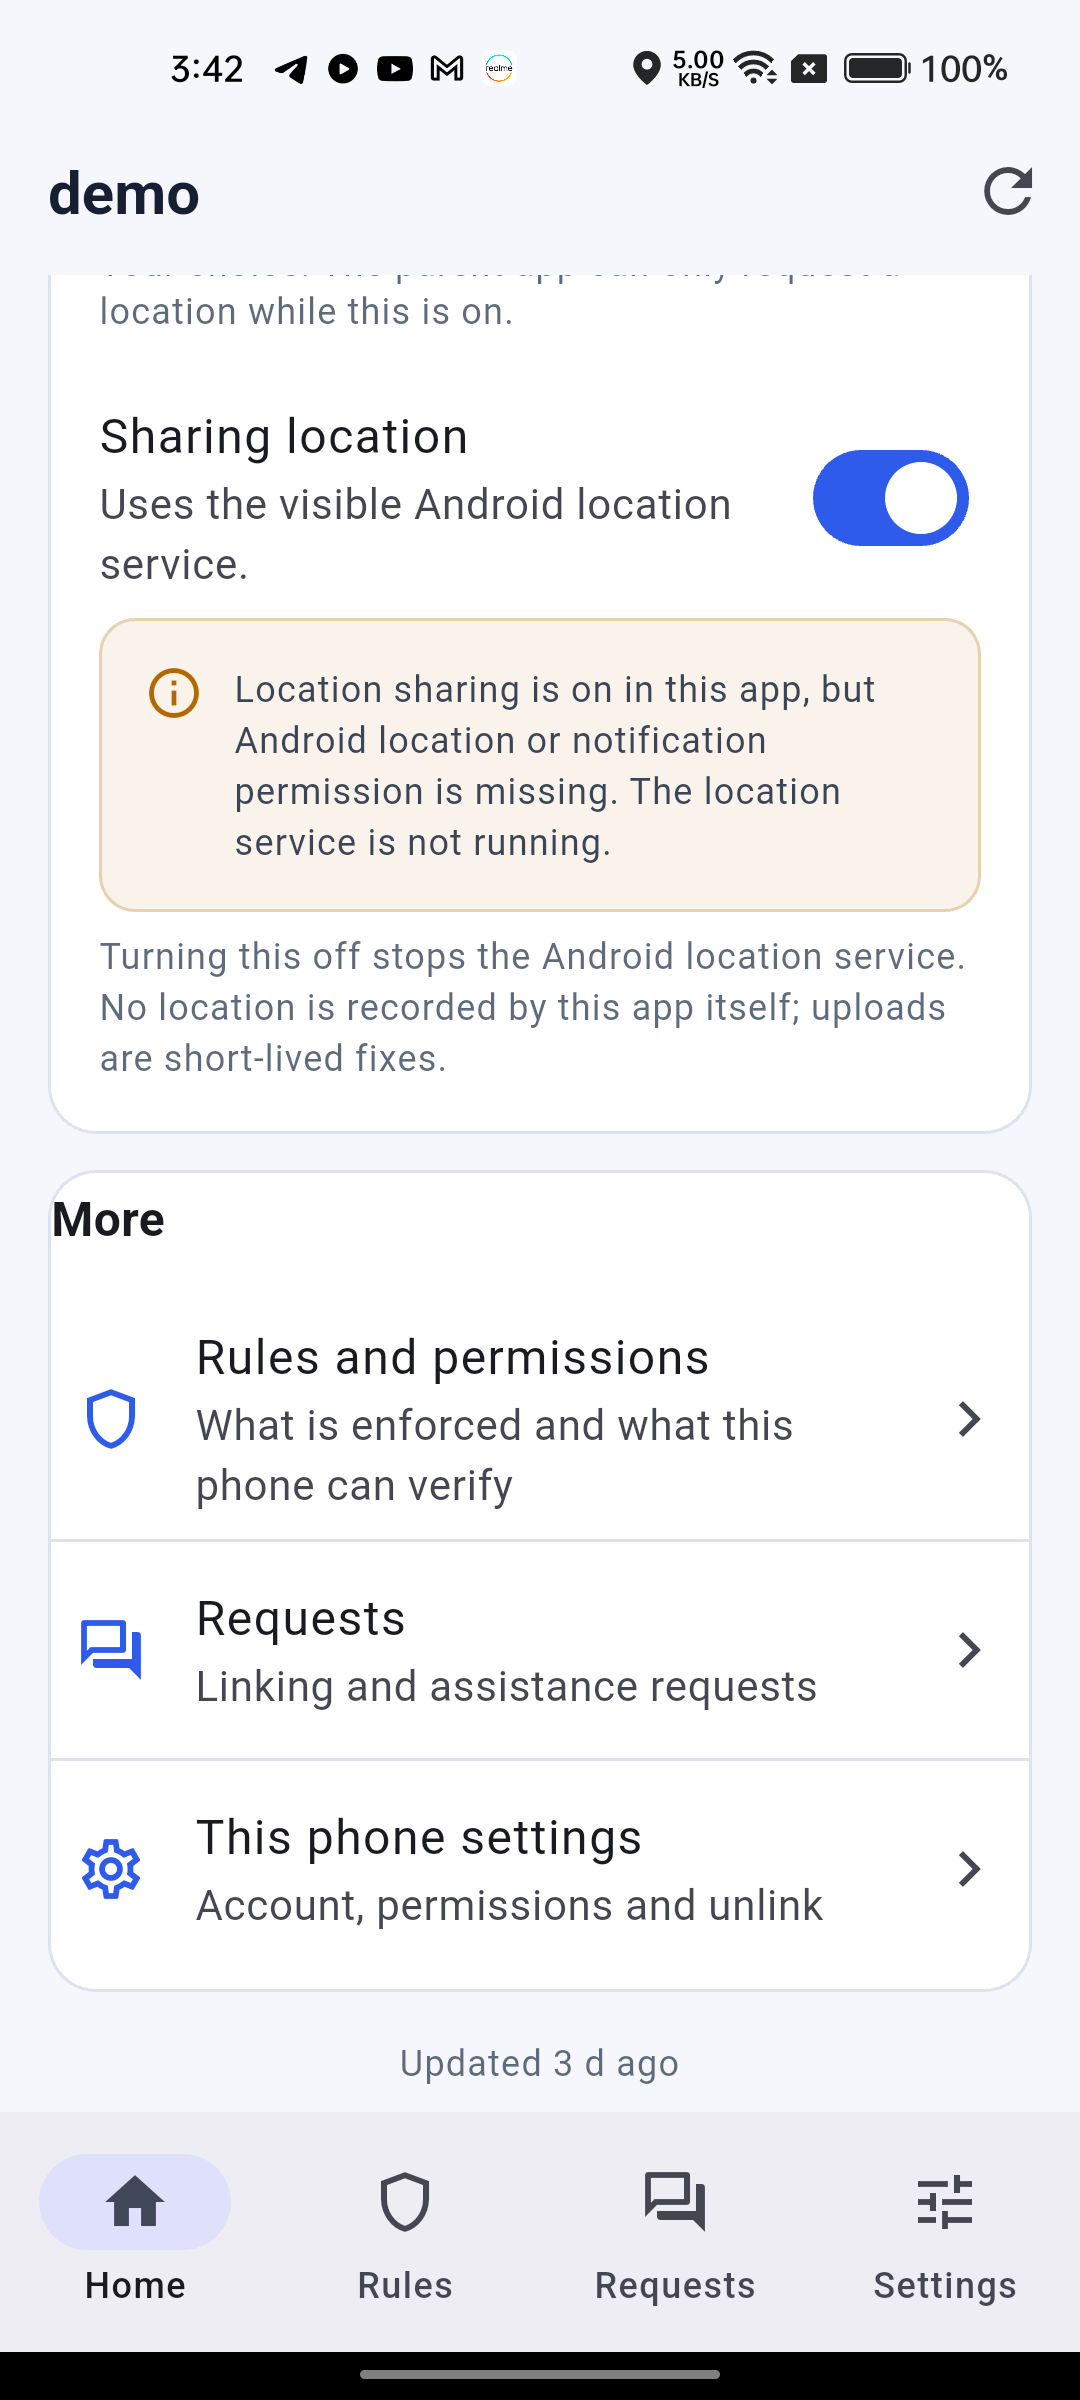 3:42
realme
5.00
KB/S
100%
demo
location while this is on.
Sharing location
Uses the visible Android location
service.
Location sharing is on in this app, but
Android location or notification
permission is missing. The location
service is not running.
Turning this off stops the Android location service.
No location is recorded by this app itself; uploads
are short-lived fixes.
More
Rules and permissions
What is enforced and what this
phone can verify
Requests
Linking and assistance requests
This phone settings
Account, permissions and unlink
Updated 3 d ago
Home
Rules
Requests
Settings